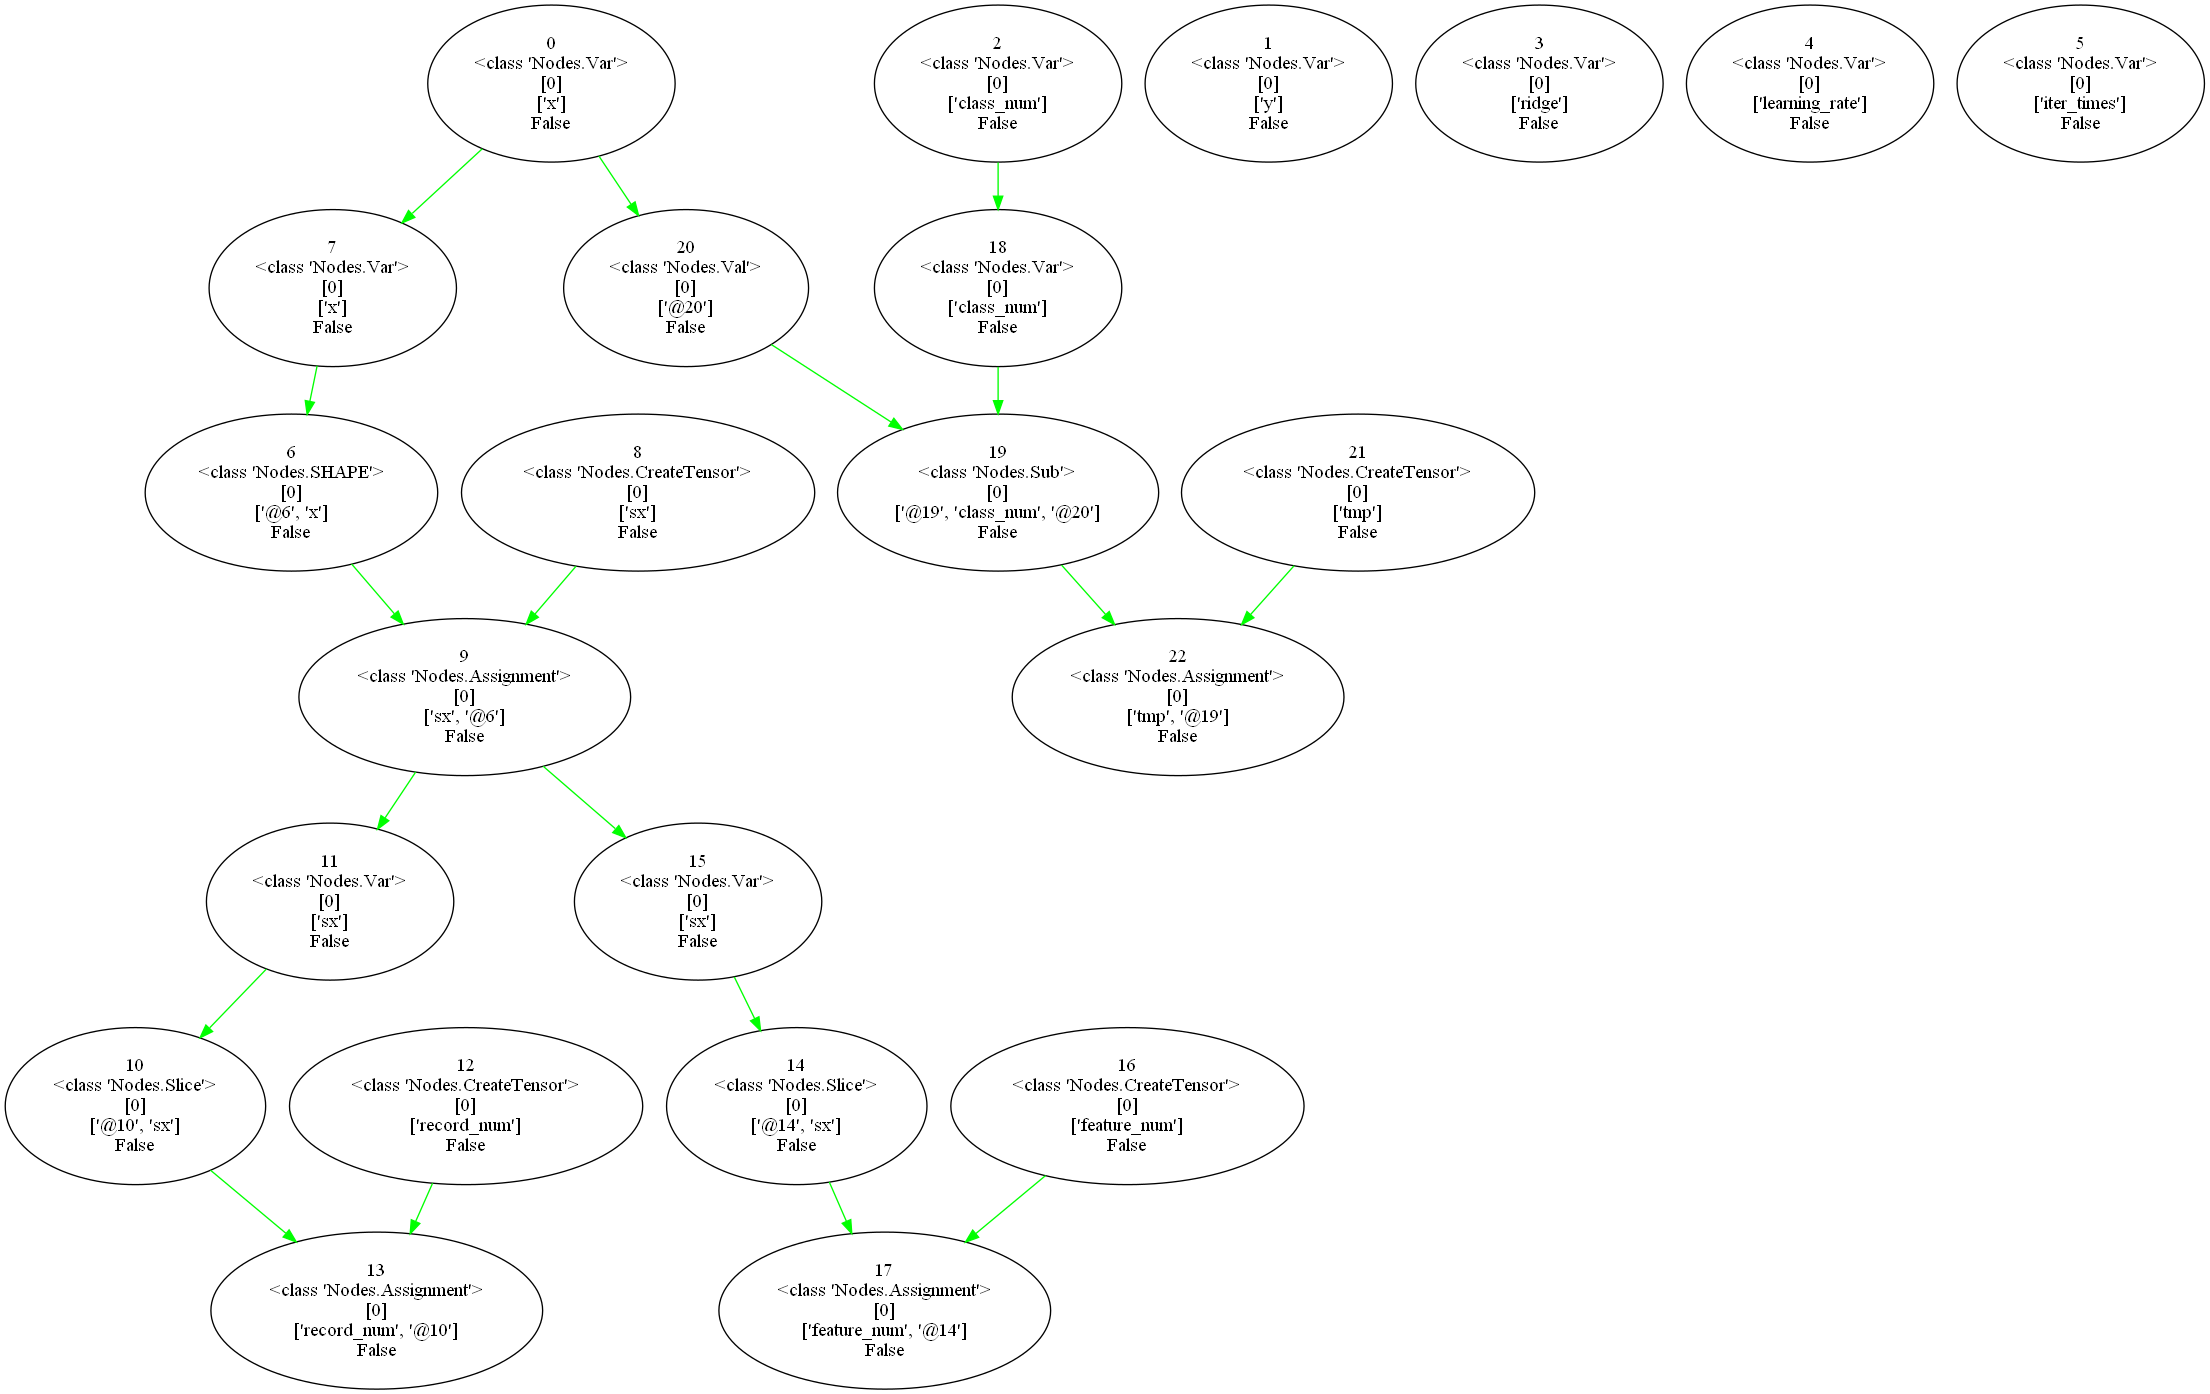 0
<class 'Nodes.Var'>
[0]
['x']
False
2
<class 'Nodes.Var'>
[0]
['class_num']
False
1
<class 'Nodes.Var'>
[0]
['y']
False
3
<class 'Nodes.Var'>
[0]
['ridge']
False
4
<class 'Nodes.Var'>
[0]
['learning_rate']
False
5
<class 'Nodes.Var'>
[0]
['iter_times']
False
7
<class 'Nodes.Var'>
[0]
['x']
False
20
<class 'Nodes.Val'>
[0]
['@20']
False
18
<class 'Nodes.Var'>
[0]
['class_num']
False
6
<class 'Nodes.SHAPE'>
[0]
['@6', 'x']
False
8
<class 'Nodes.CreateTensor'>
[0]
['sx']
False
19
<class 'Nodes.Sub'>
[0]
['@19', 'class_num', '@20']
False
21
<class 'Nodes.CreateTensor'>
[0]
['tmp']
False
9
<class 'Nodes.Assignment'>
[0]
['sx', '@6']
False
22
<class 'Nodes.Assignment'>
[0]
['tmp', '@19']
False
11
<class 'Nodes.Var'>
[0]
['sx']
False
15
<class 'Nodes.Var'>
[0]
['sx']
False
10
<class 'Nodes.Slice'>
[0]
['@10', 'sx']
False
12
<class 'Nodes.CreateTensor'>
[0]
['record_num']
False
14
<class 'Nodes.Slice'>
[0]
['@14', 'sx']
False
16
<class 'Nodes.CreateTensor'>
[0]
['feature_num']
False
13
<class 'Nodes.Assignment'>
[0]
['record_num', '@10']
False
17
<class 'Nodes.Assignment'>
[0]
['feature_num', '@14']
False